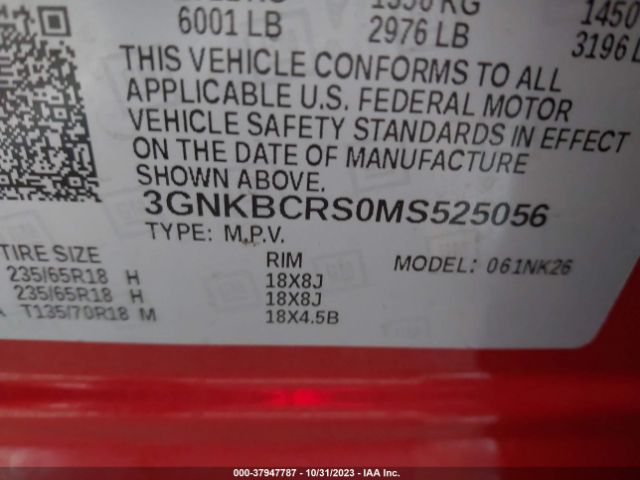 6001 LB 2976 LB 3196 L
THIS VEHICLE CONFORMS TO ALL
APPLICABLE U.S. FEDERAL MOTOR
VEHICLE SAFETY STANDARDS IN EFFECT
ON THE DATE OF MANUFACTURE
SHOWN ABOVE.
3GNKBCRS0MS525056
TYPE: M.P.V.
TIRE SIZE RIM MODEL: 061NK26
235/65R18 H 18X8J
235/65R18 H 18X8J
T135/70R18 M 18X4.5B
000-37947787 - 10/31/2023 - IAA Inc.